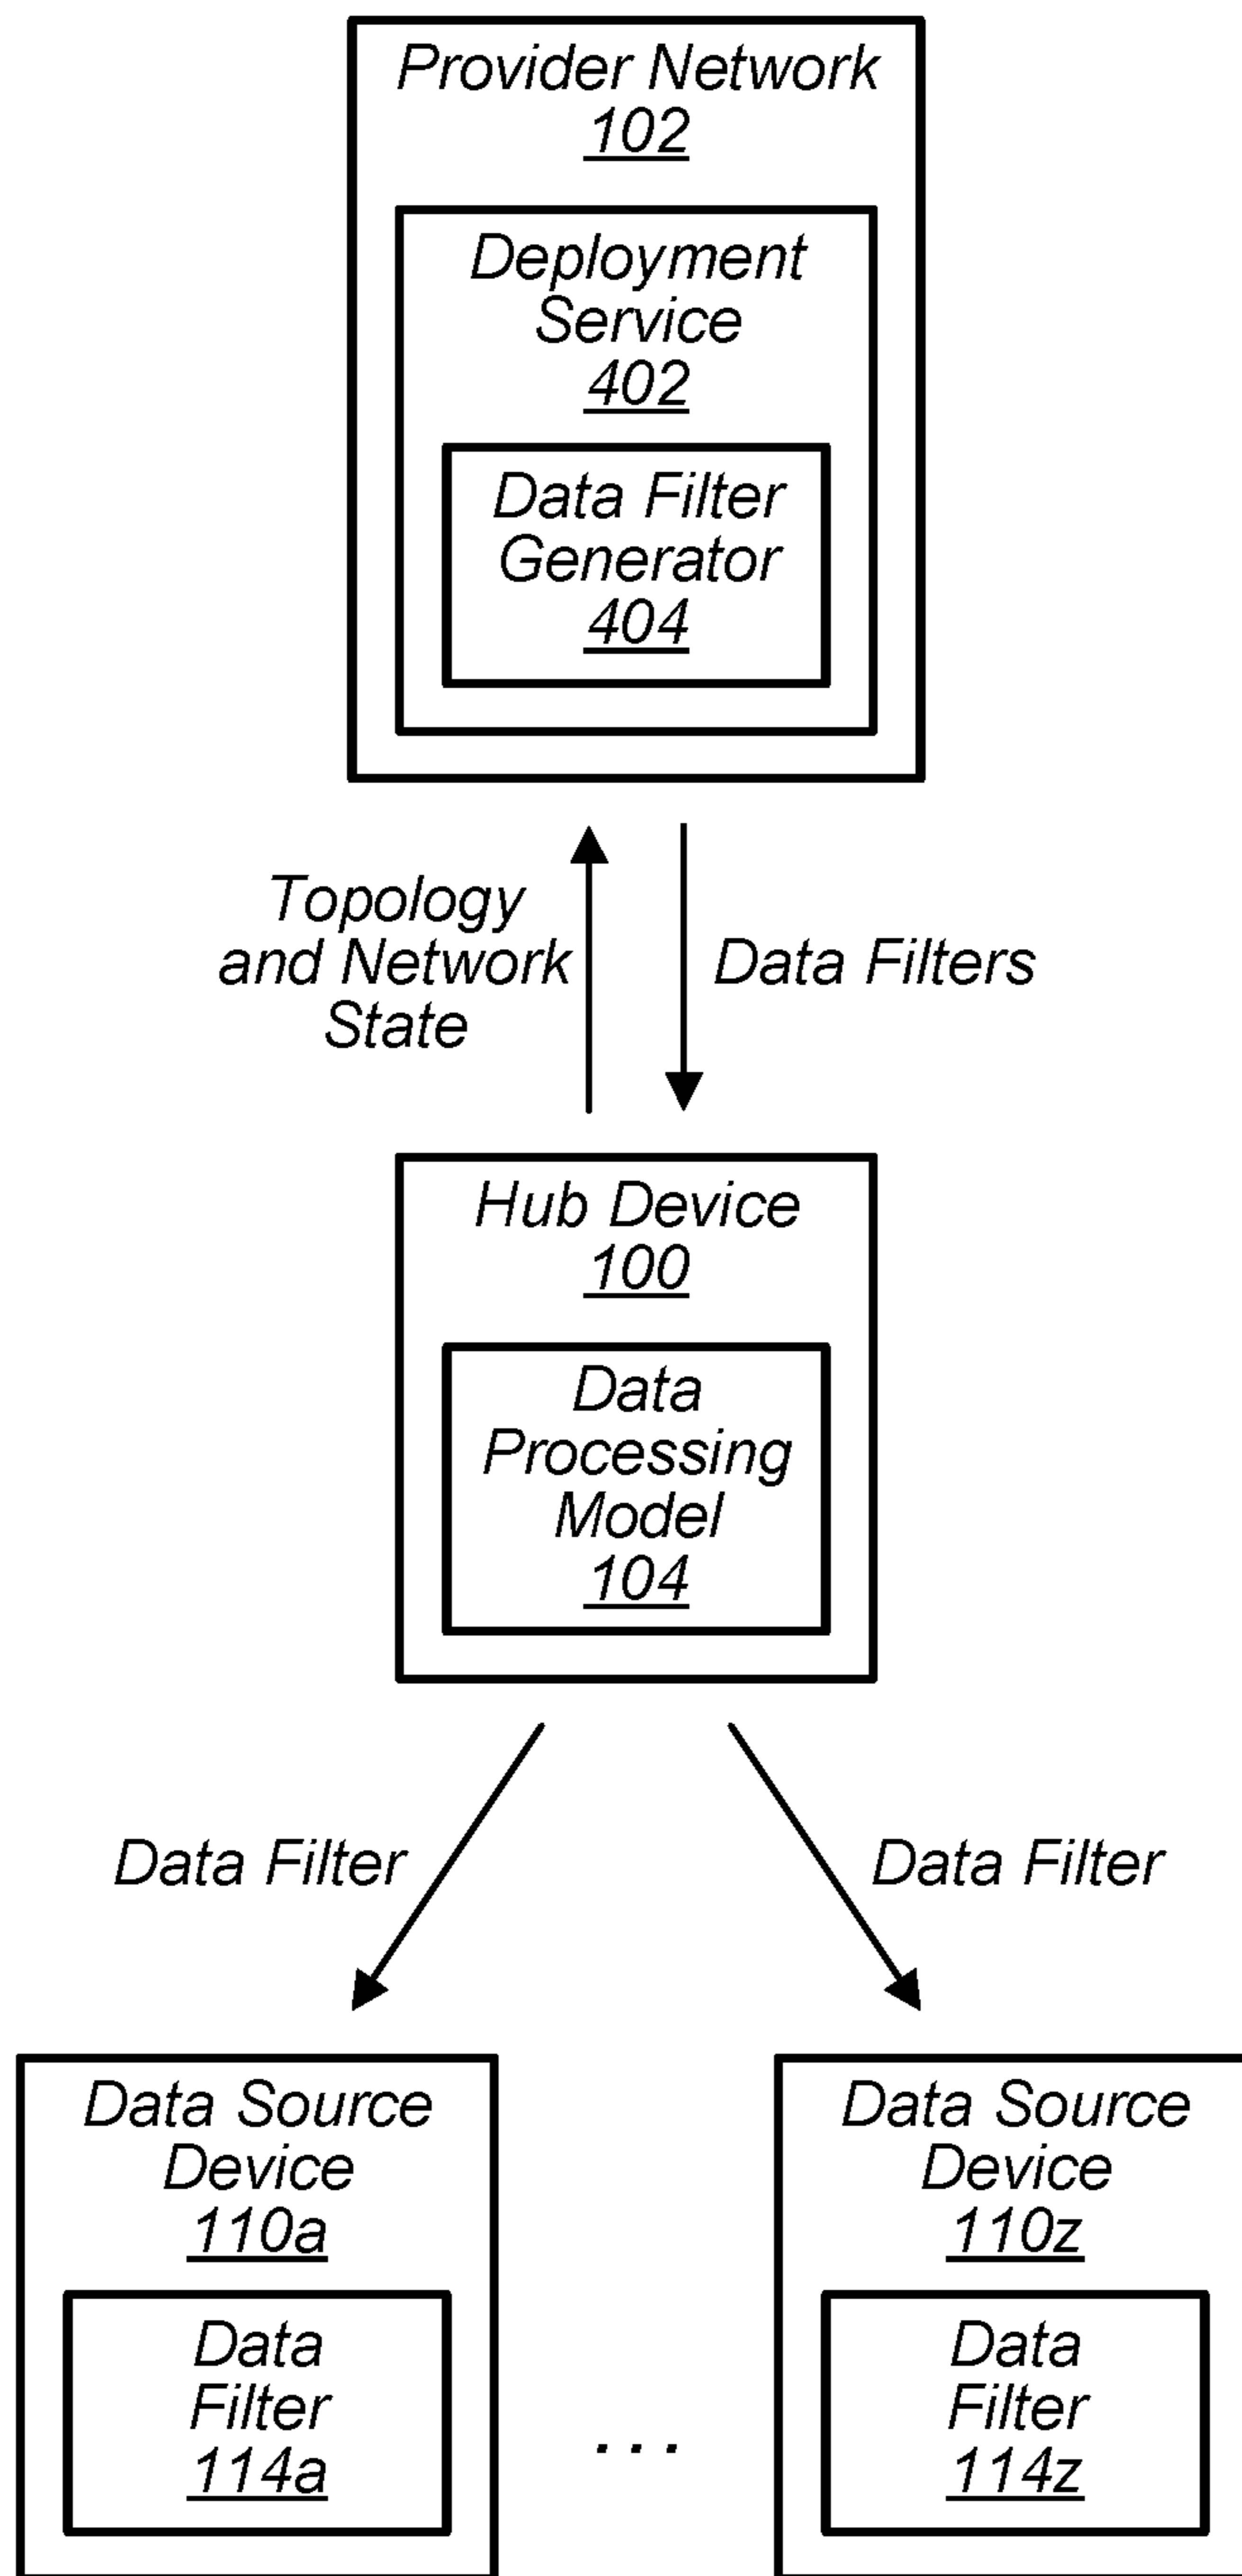 Provider Network
102
Deployment
Service
402
Data Filter
Generator
404
Topology
and Network
State
Data Filters
Hub Device
100
Data
Processing
Model
104
Data Filter
Data Filter
Data Source
Device
110a
Data
Filter
114a
...
Data Source
Device
110z
Data
Filter
114z